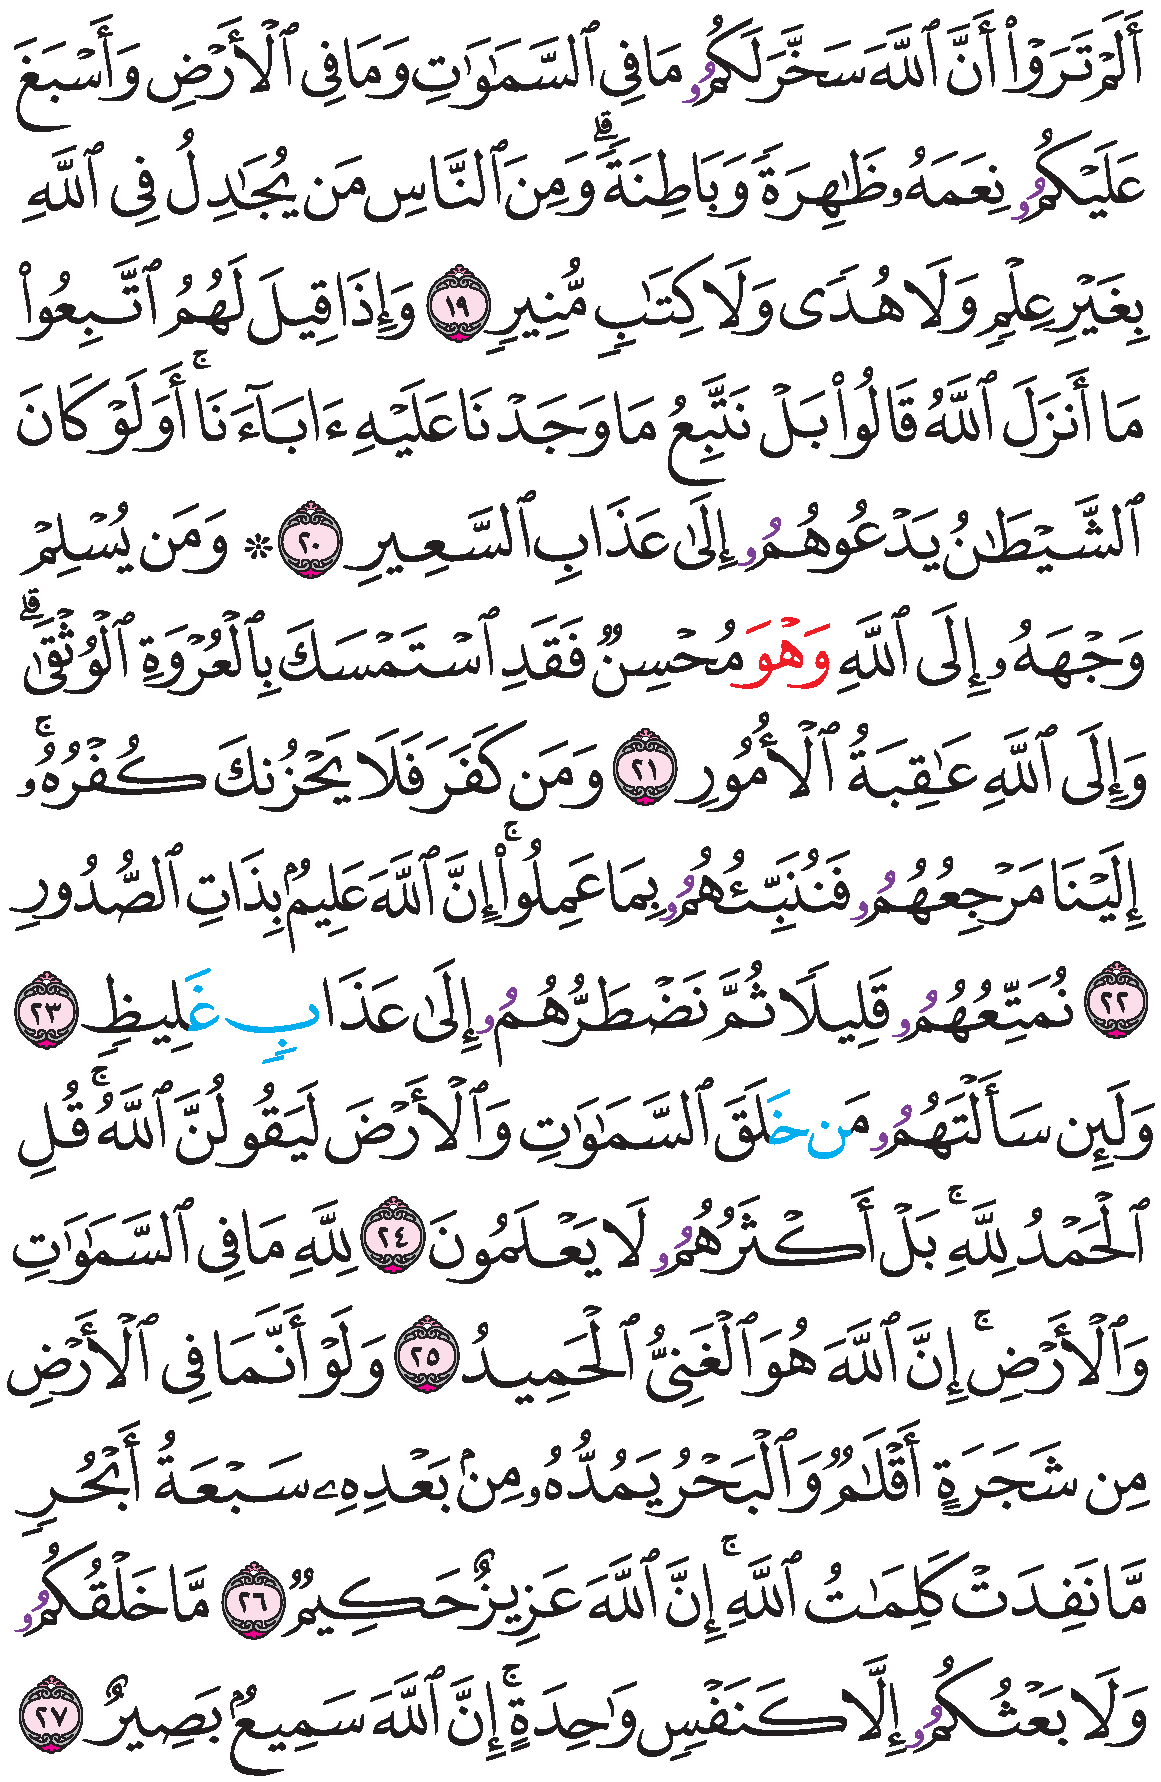 أَلَمْ تَرَوْا۟ أَنَّ ٱللَّهَ سَخَّرَ لَكُمُۥ مَا فِى ٱلسَّمَٰوَٰتِ وَمَا فِى ٱلْأَرْضِ وَأَسْبَغَ
عَلَيْكُمُۥ نِعَمَهُۥ ظَٰهِرَةً وَبَاطِنَةً ۗ وَمِنَ ٱلنَّاسِ مَن يُجَٰدِلُ فِى ٱللَّهِ
بِغَيْرِ عِلْمٍ وَلَا هُدًى وَلَا كِتَٰبٍ مُّنِيرٍ ١٩ وَإِذَا قِيلَ لَهُمُ ٱتَّبِعُوا۟
مَا أَنزَلَ ٱللَّهُ قَالُوا۟ بَلْ نَتَّبِعُ مَا وَجَدْنَا عَلَيْهِ ءَابَآءَنَا ۚ أَوَلَوْ كَانَ
ٱلشَّيْطَٰنُ يَدْعُوهُمُۥ إِلَىٰ عَذَابِ ٱلسَّعِيرِ ٢٠ ۞ وَمَن يُسْلِمْ
وَجْهَهُۥ إِلَى ٱللَّهِ وَهْوَ مُحْسِنٌ فَقَدِ ٱسْتَمْسَكَ بِٱلْعُرْوَةِ ٱلْوُثْقَىٰ ۗ
وَإِلَى ٱللَّهِ عَٰقِبَةُ ٱلْأُمُورِ ٢١ وَمَن كَفَرَ فَلَا يَحْزُنكَ كُفْرُهُۥ ۚ
إِلَيْنَا مَرْجِعُهُمُۥ فَنُنَبِّئُهُمُۥ بِمَا عَمِلُوا۟ ۚ إِنَّ ٱللَّهَ عَلِيمٌۢ بِذَاتِ ٱلصُّدُورِ
٢٢ نُمَتِّعُهُمُۥ قَلِيلًا ثُمَّ نَضْطَرُّهُمُۥ إِلَىٰ عَذَابٍ غَلِيظٍ ٢٣
وَلَئِن سَأَلْتَهُمُۥ مَن خَلَقَ ٱلسَّمَٰوَٰتِ وَٱلْأَرْضَ لَيَقُولُنَّ ٱللَّهُ ۚ قُلِ
ٱلْحَمْدُ لِلَّهِ ۚ بَلْ أَكْثَرُهُمُۥ لَا يَعْلَمُونَ ٢٤ لِلَّهِ مَا فِى ٱلسَّمَٰوَٰتِ
وَٱلْأَرْضِ ۚ إِنَّ ٱللَّهَ هُوَ ٱلْغَنِىُّ ٱلْحَمِيدُ ٢٥ وَلَوْ أَنَّمَا فِى ٱلْأَرْضِ
مِن شَجَرَةٍ أَقْلَٰمٌ وَٱلْبَحْرُ يَمُدُّهُۥ مِنۢ بَعْدِهِۦ سَبْعَةُ أَبْحُرٍ
مَّا نَفِدَتْ كَلِمَٰتُ ٱللَّهِ ۚ إِنَّ ٱللَّهَ عَزِيزٌ حَكِيمٌ ٢٦ مَّا خَلْقُكُمُۥ
وَلَا بَعْثُكُمُۥ إِلَّا كَنَفْسٍ وَٰحِدَةٍ ۚ إِنَّ ٱللَّهَ سَمِيعٌۢ بَصِيرٌ ٢٧